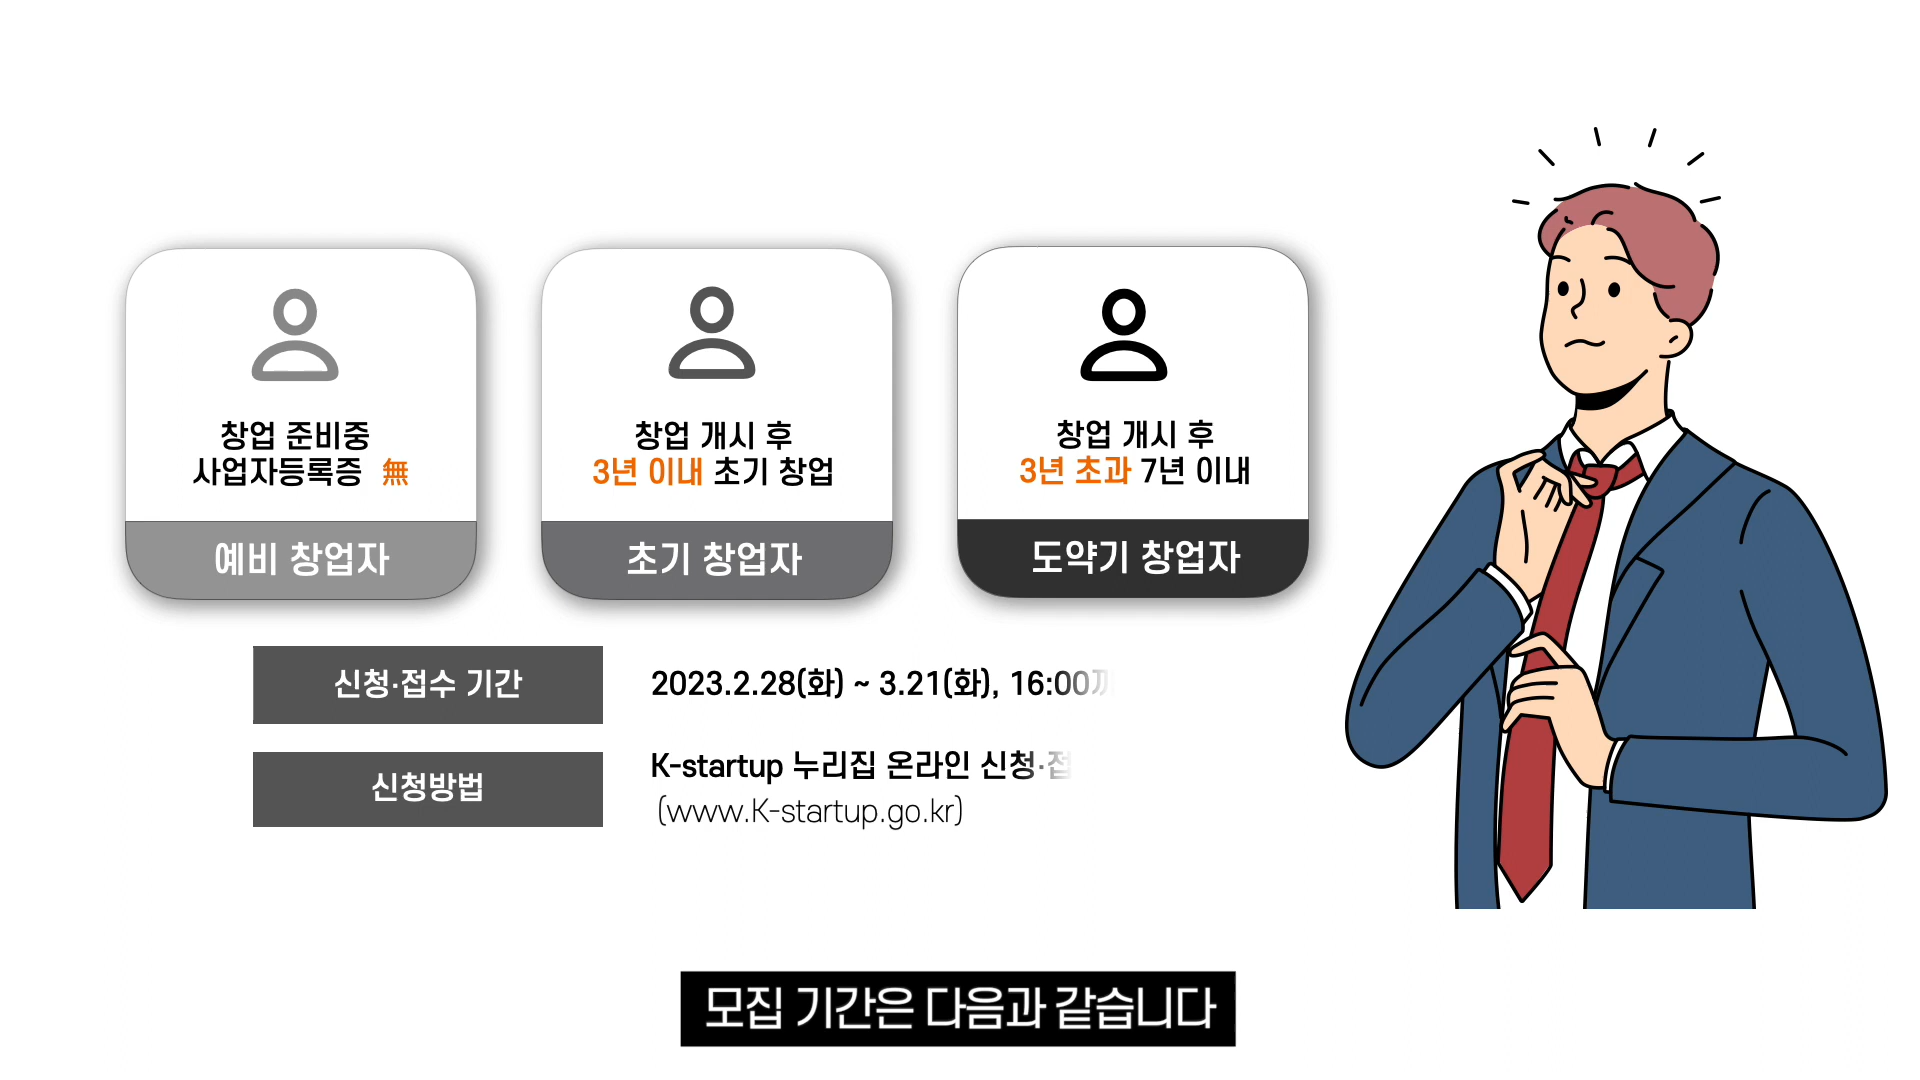 창업 준비중
사업자등록증 無
예비 창업자
창업 개시 후
3년 이내 초기 창업
초기 창업자
창업 개시 후
3년 초과 7년 이내
도약기 창업자
신청·접수 기간
2023.2.28(화) ~ 3.21(화), 16:00까
신청방법
K-startup 누리집 온라인 신청·접
(www.K-startup.go.kr)
모집 기간은 다음과 같습니다